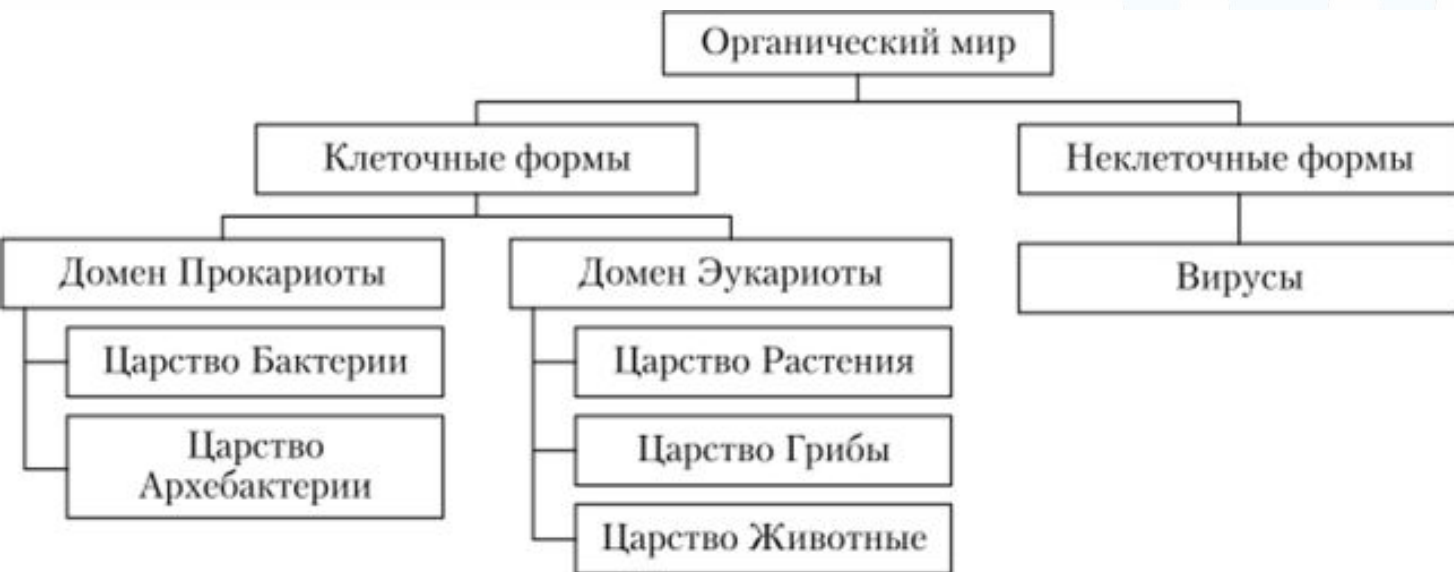 Органический мир
Клеточные формы
Неклеточные формы
Домен Прокариоты
Домен Эукариоты
Вирусы
Царство Бактерии
Царство Растения
Царство
Архебактерии
Царство Грибы
Царство Животные